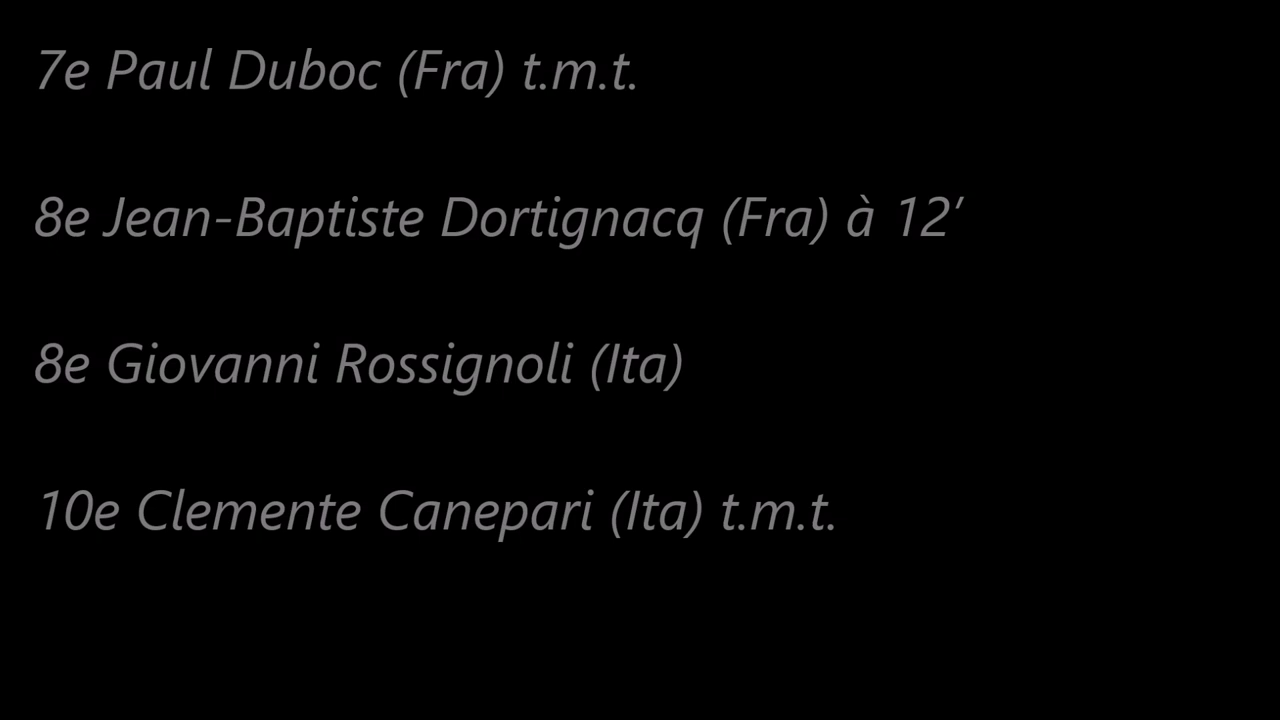 7e Paul Duboc (Fra) t.m.t.
8e Jean-Baptiste Dortignacq (Fra) à 12’
8e Giovanni Rossignoli (Ita)
10e Clemente Canepari (Ita) t.m.t.